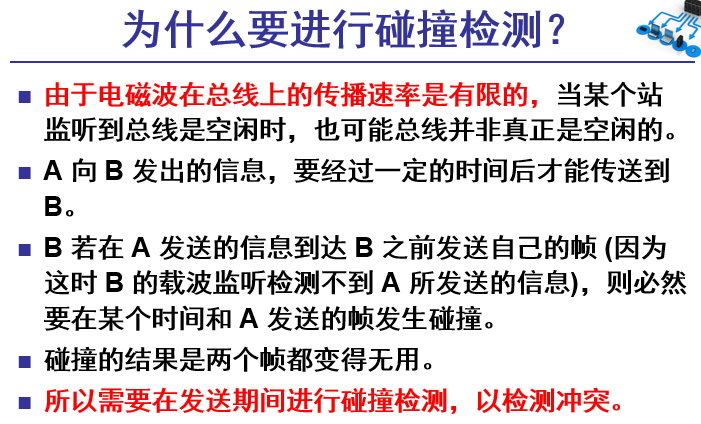 为什么要进行碰撞检测?
由于电磁波在总线上的传播速率是有限的，当某个站
监听到总线是空闲时，也可能总线并非真正是空闲的。
A 向 B 发出的信息，要经过一定的时间后才能传送到
B。
B 若在 A 发送的信息到达 B 之前发送自己的帧 (因为
这时 B 的载波监听检测不到 A 所发送的信息)，则必然
要在某个时间和 A 发送的帧发生碰撞。
碰撞的结果是两个帧都变得无用。
所以需要在发送期间进行碰撞检测，以检测冲突。